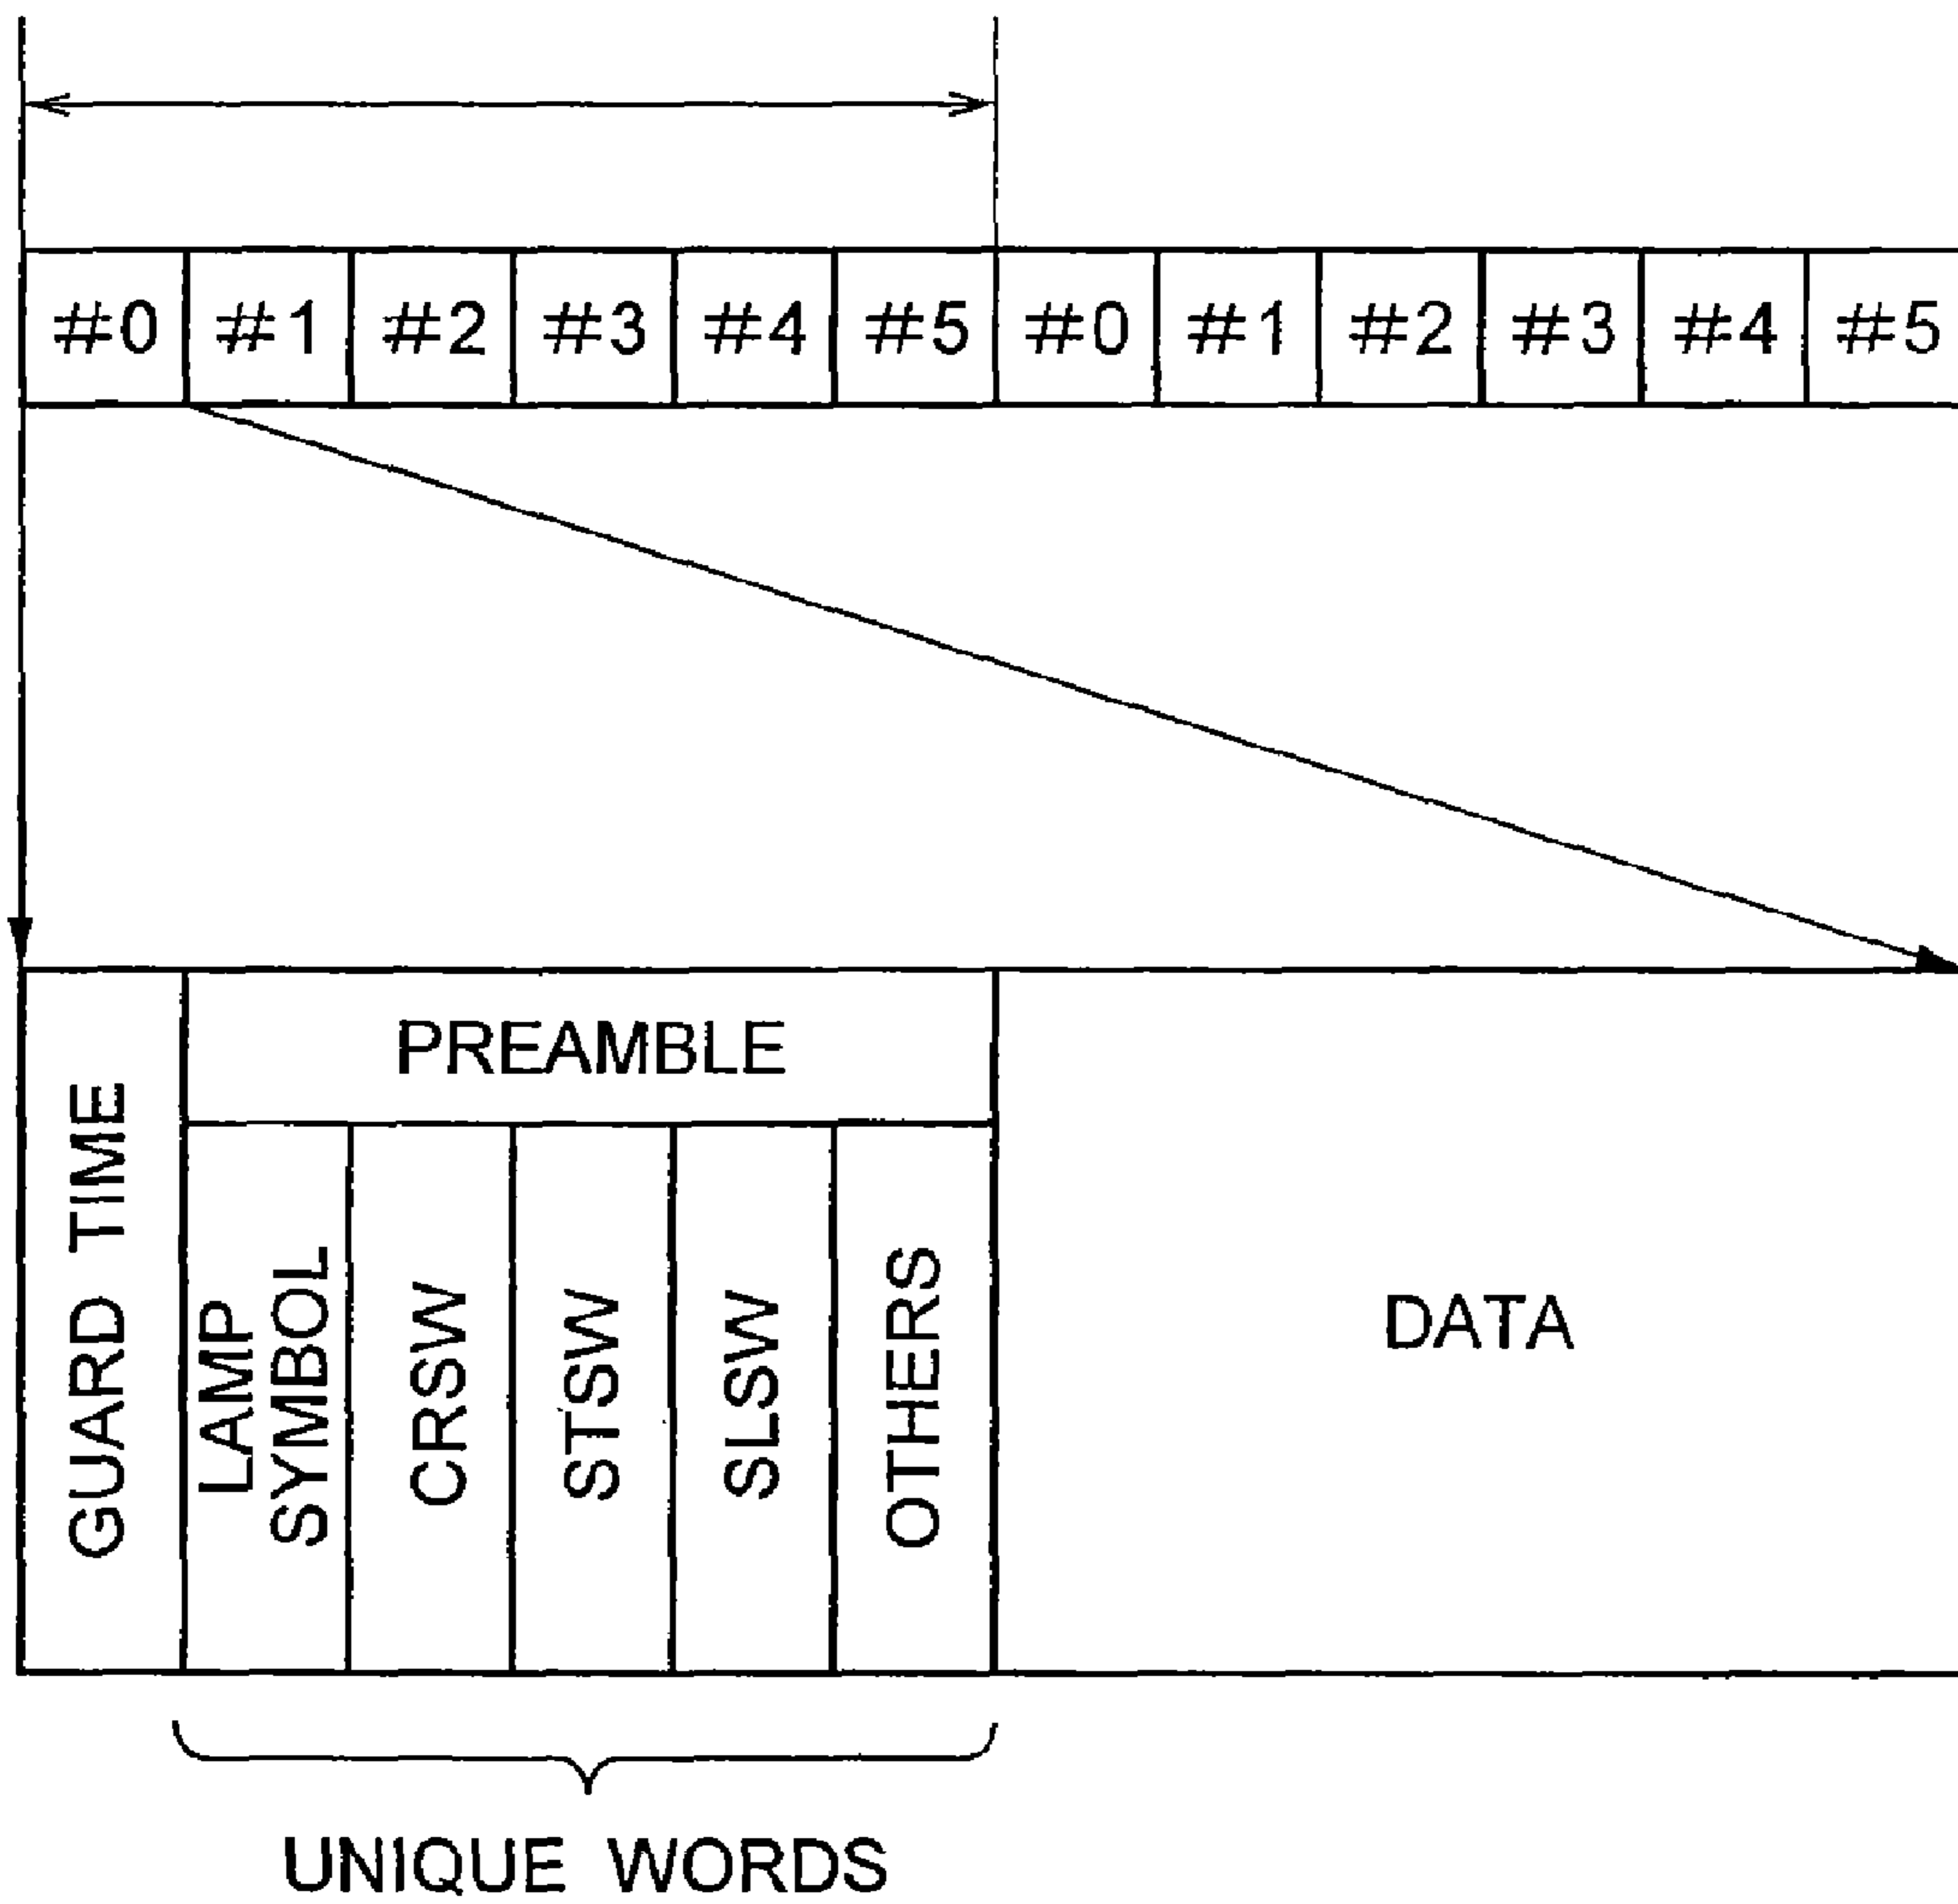 #0 #1 #2 #3 #4 #5 #0 #1 #2 #3 #4 #5
PREAMBLE
GUARD TIME
LAMP
SYMBOL
CRSW
STSW
SLSW
OTHERS
DATA
UNIQUE WORDS